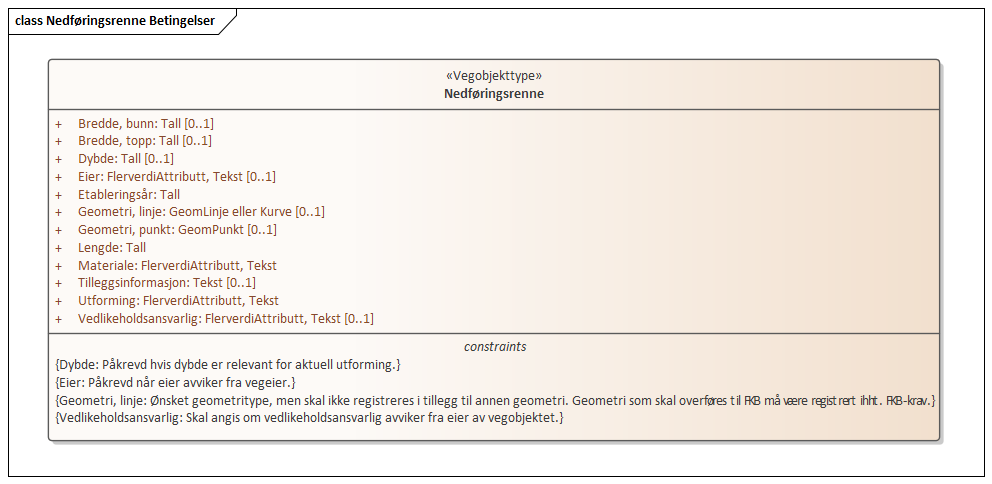 class Nedføringsrenne Betingelser
«Vegobjekttype»
Nedføringsrenne
+ Bredde, bunn: Tall [0..1]
+ Bredde, topp: Tall [0..1]
+ Dybde: Tall [0..1]
+ Eier: FlerverdiAttributt, Tekst [0..1]
+ Etableringsår: Tall
+ Geometri, linje: GeomLinje eller Kurve [0..1]
+ Geometri, punkt: GeomPunkt [0..1]
+ Lengde: Tall
+ Materiale: FlerverdiAttributt, Tekst
+ Tilleggsinformasjon: Tekst [0..1]
+ Utforming: FlerverdiAttributt, Tekst
+ Vedlikeholdsansvarlig: FlerverdiAttributt, Tekst [0..1]
constraints
{Dybde: Påkrevd hvis dybde er relevant for aktuell utforming.}
{Eier: Påkrevd når eier avviker fra vegeier.}
{Geometri, linje: Ønsket geometritype, men skal ikke registreres i tillegg til annen geometri. Geometri som skal overføres til FKB må være registrert ihht. FKB-krav.}
{Vedlikeholdsansvarlig: Skal angis om vedlikeholdsansvarlig avviker fra eier av vegobjektet.}